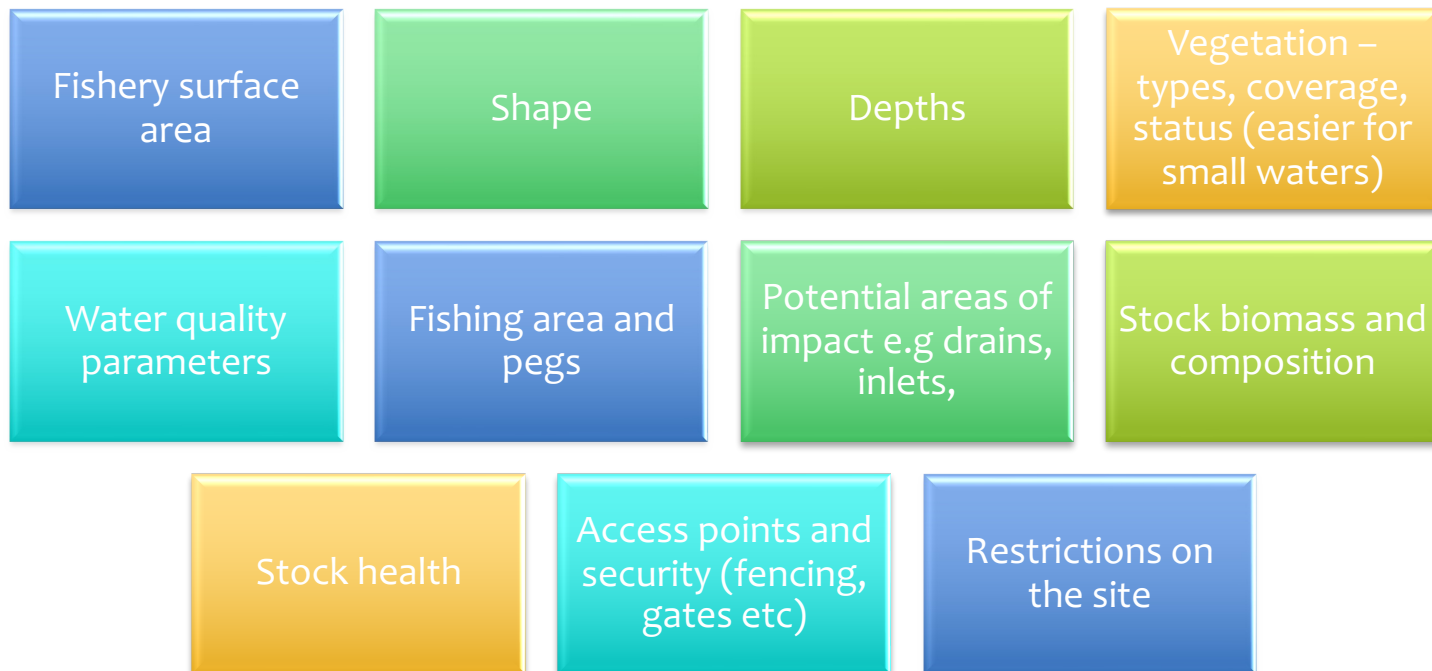 Fishery surface
area
Shape
Depths
Vegetation –
types, coverage,
status (easier for
small waters)
Water quality
parameters
Fishing area and
pegs
Potential areas of
impact e.g drains,
inlets,
Stock biomass and
composition
Stock health
Access points and
security (fencing,
gates etc)
Restrictions on
the site